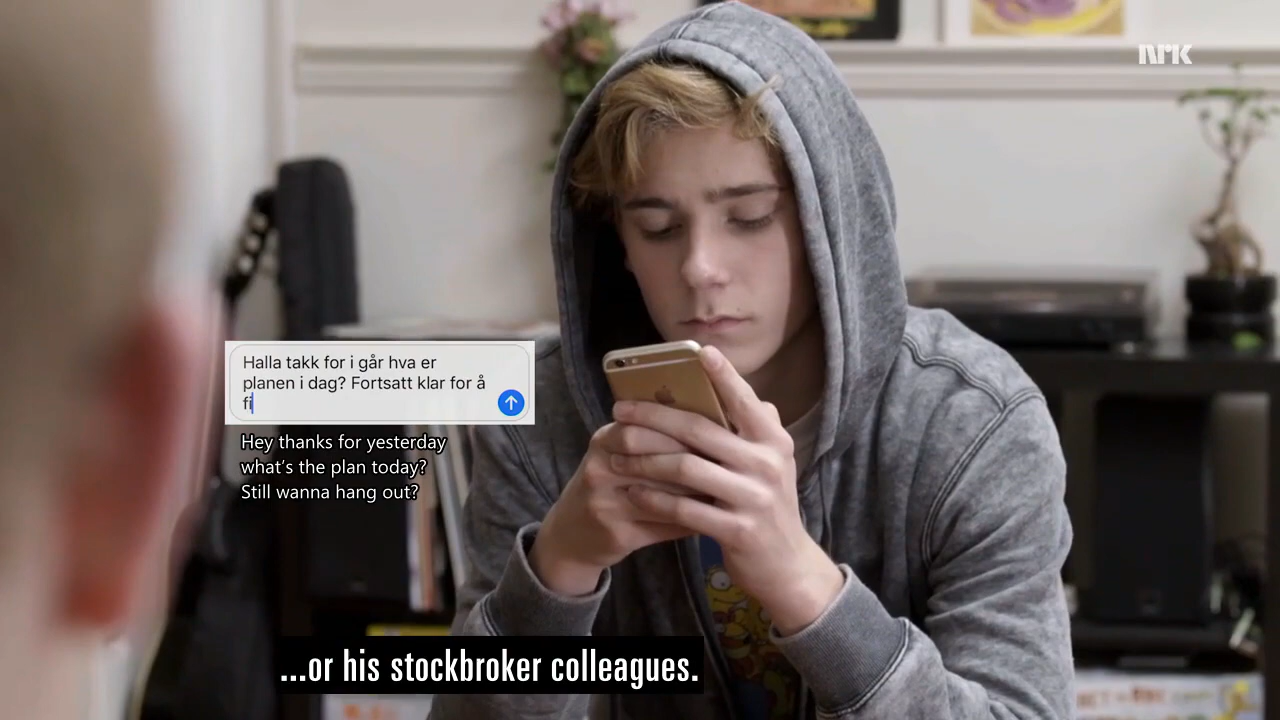 NRK
Halla takk for i går hva er
planen i dag? Fortsatt klar for å
fi
Hey thanks for yesterday
what's the plan today?
Still wanna hang out?
...or his stockbroker colleagues.